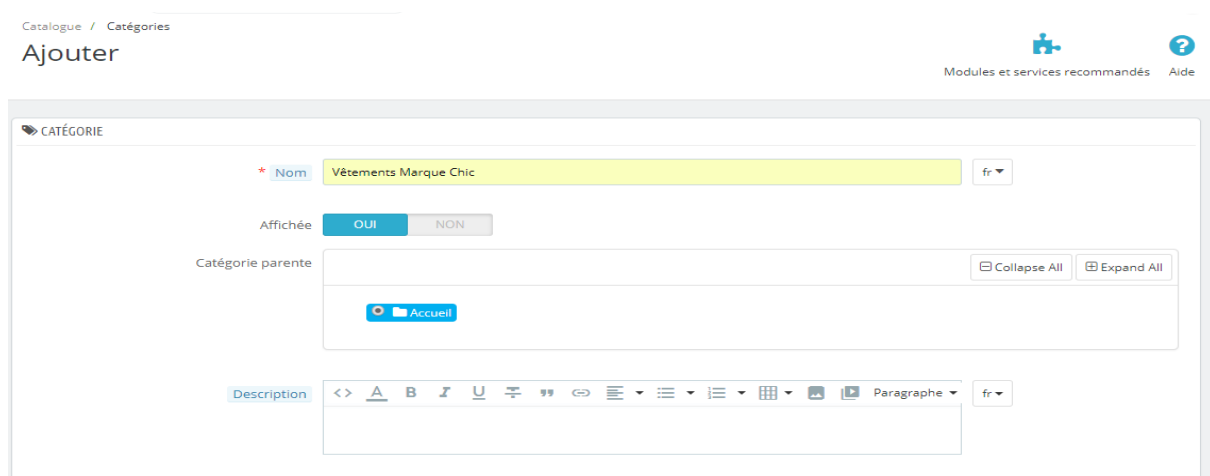 Catalogue / Catégories
Ajouter
Modules et services recommandés Aide
CATÉGORIE
* Nom Vêtements Marque Chic fr
Affichée OUI NON
Catégorie parente Collapse All Expand All
Accueil
Description <> A B I U Paragraphe fr